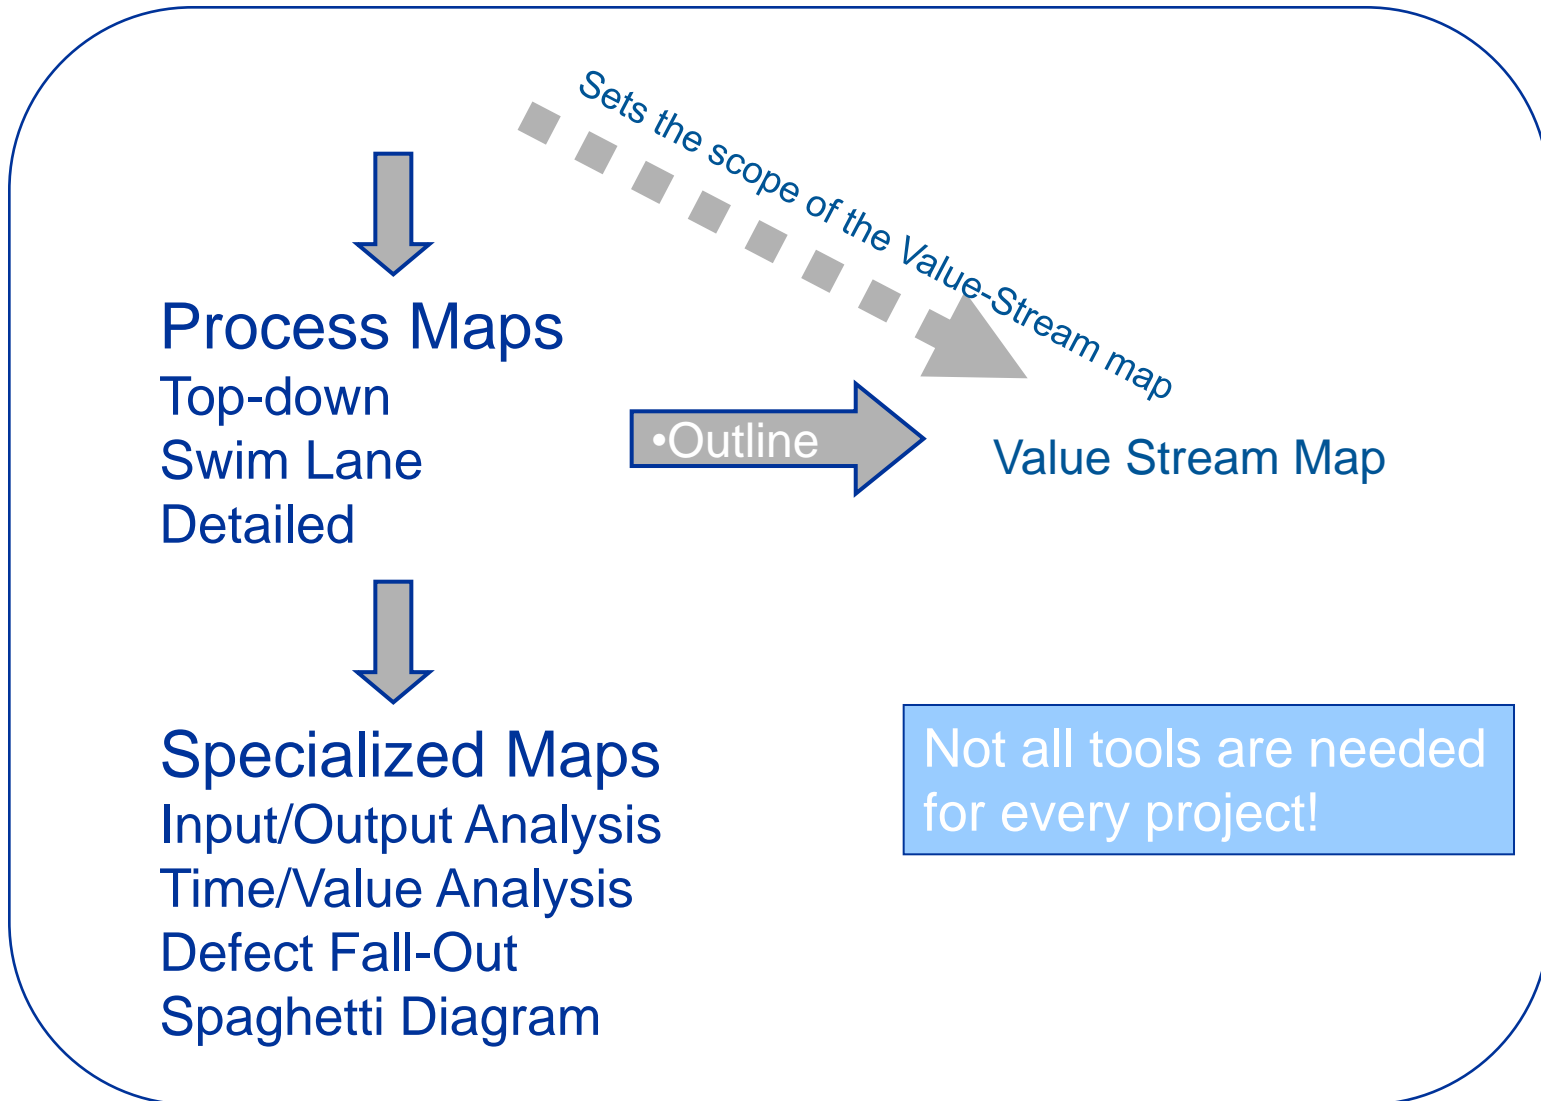 Sets the scope of the Value-Stream map
Process Maps
Top-down
Swim Lane
Detailed
•Outline
Value Stream Map
Specialized Maps
Input/Output Analysis
Time/Value Analysis
Defect Fall-Out
Spaghetti Diagram
Not all tools are needed
for every project!